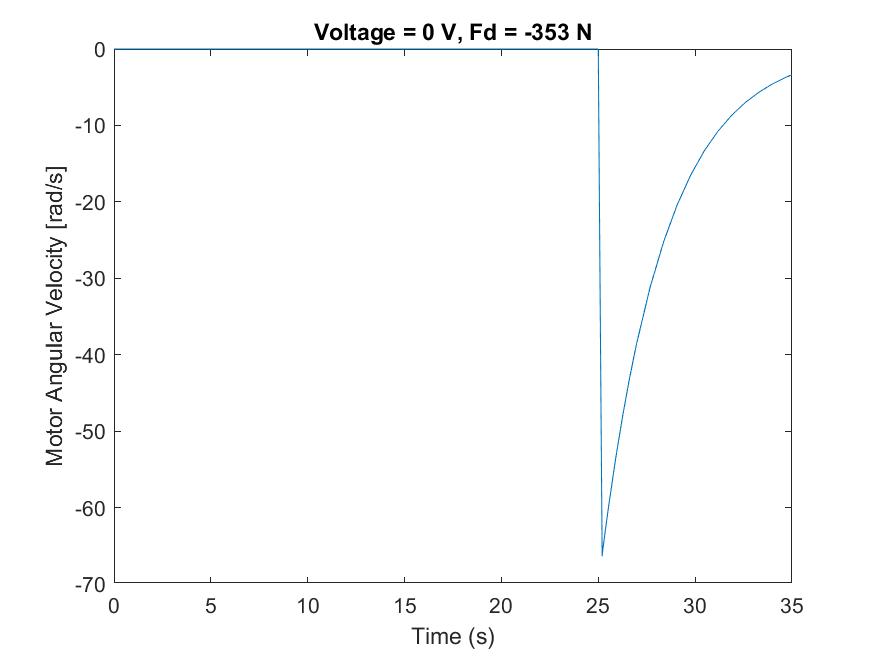 Voltage = 0 V, Fd = -353 N
0
-10
-20
-30
-40
-50
-60
-70
Motor Angular Velocity [rad/s]
0 5 10 15 20 25 30 35
Time (s)